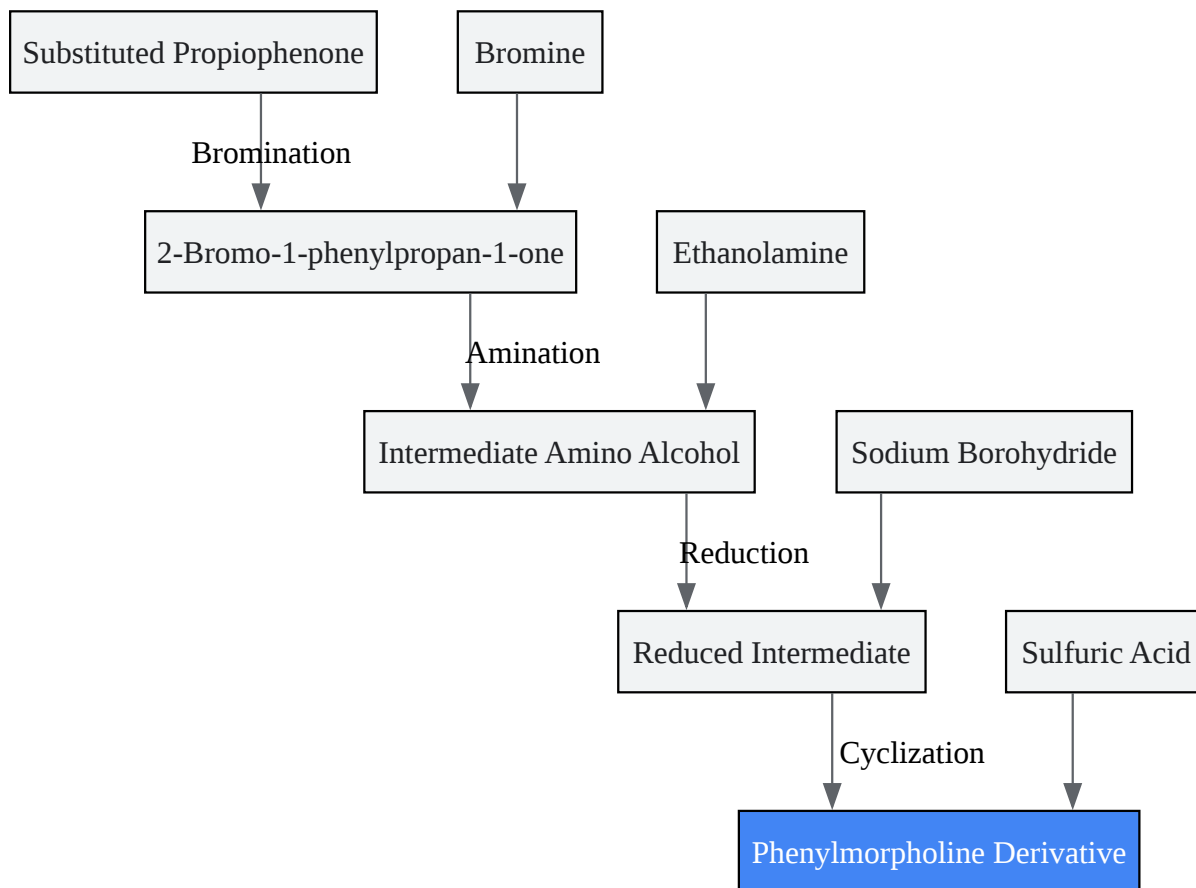 Substituted Propiophenone
Bromine
Bromination
2-Bromo-1-phenylpropan-1-one
Ethanolamine
Amination
Intermediate Amino Alcohol
Sodium Borohydride
Reduction
Reduced Intermediate
Sulfuric Acid
Cyclization
Phenylmorpholine Derivative